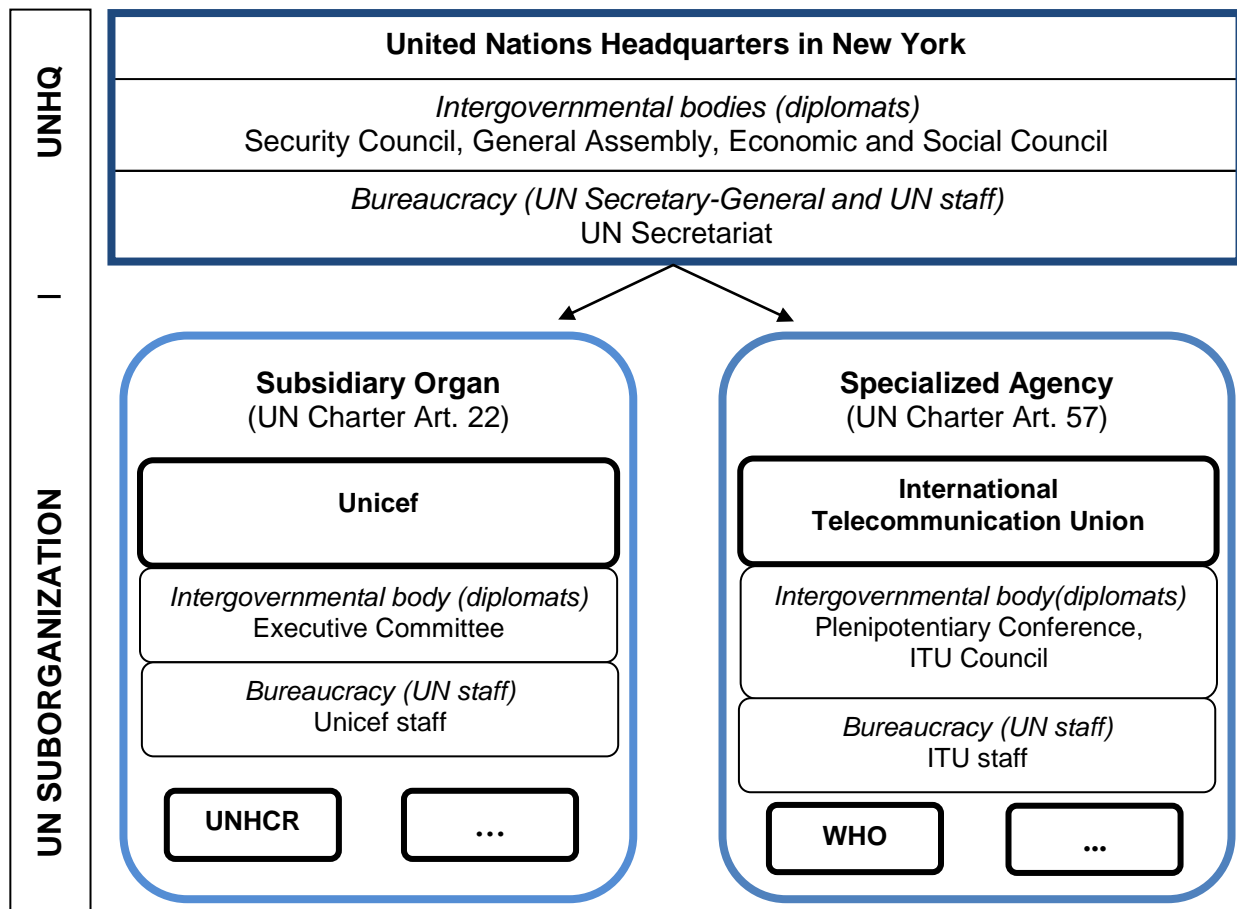 UNHQ
|
UN SUBORGANIZATION
United Nations Headquarters in New York
Intergovernmental bodies (diplomats)
Security Council, General Assembly, Economic and Social Council
Bureaucracy (UN Secretary-General and UN staff)
UN Secretariat
Subsidiary Organ
(UN Charter Art. 22)
Unicef
Intergovernmental body (diplomats)
Executive Committee
Bureaucracy (UN staff)
Unicef staff
UNHCR
…
Specialized Agency
(UN Charter Art. 57)
International
Telecommunication Union
Intergovernmental body(diplomats)
Plenipotentiary Conference,
ITU Council
Bureaucracy (UN staff)
ITU staff
WHO
...